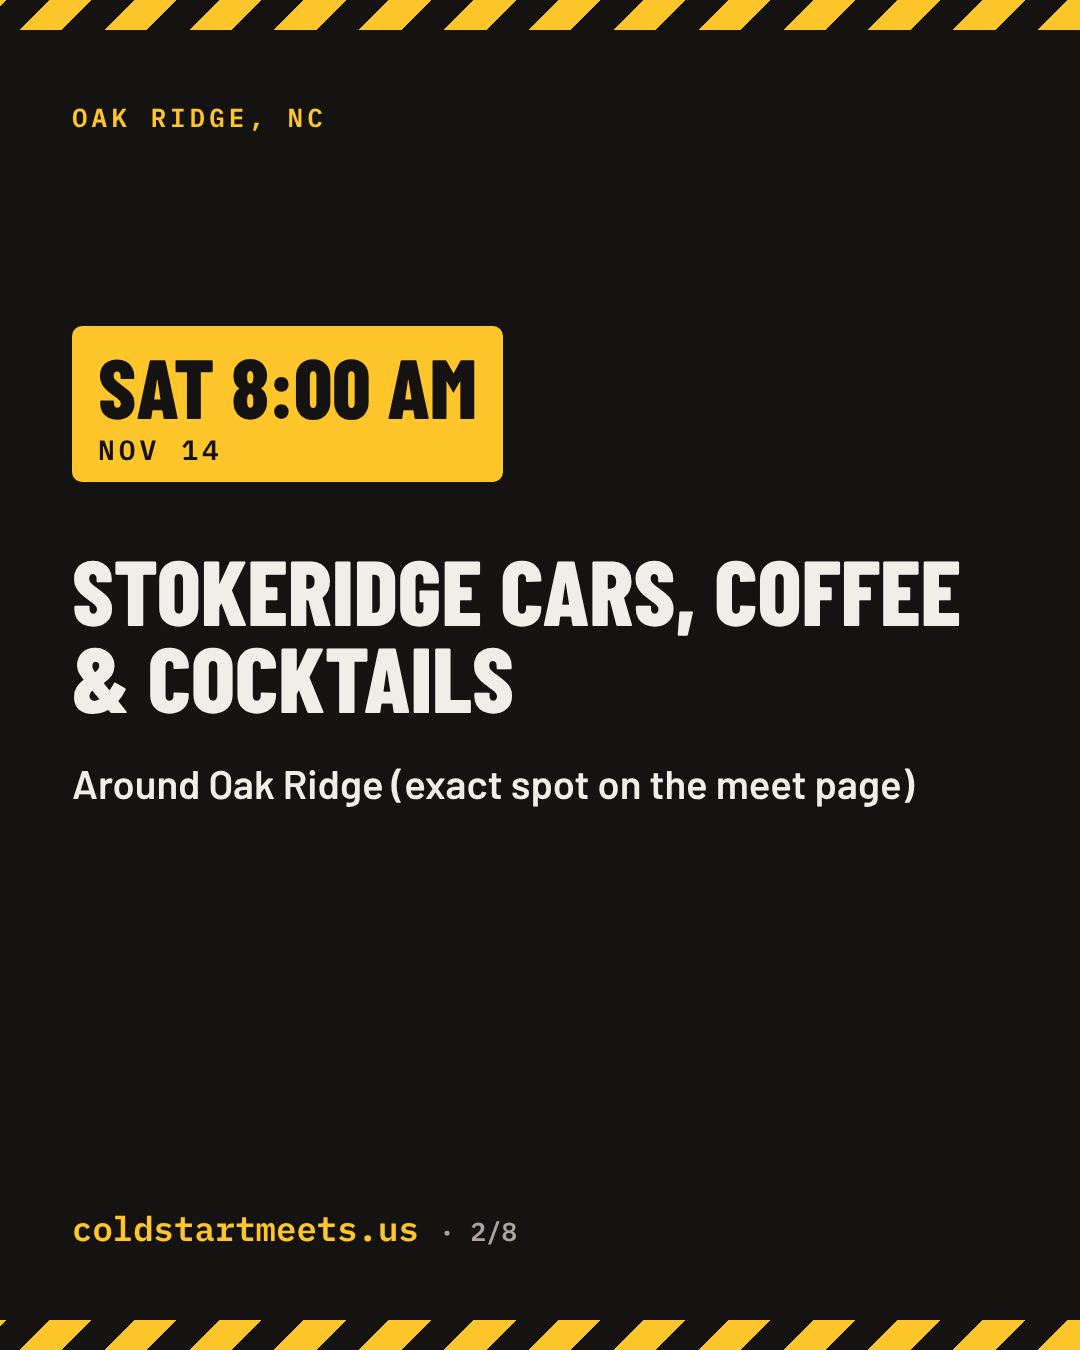 OAK RIDGE, NC
SAT 8:00 AM
NOV 14
STOKERIDGE CARS, COFFEE
& COCKTAILS
Around Oak Ridge (exact spot on the meet page)
coldstartmeets.us · 2/8